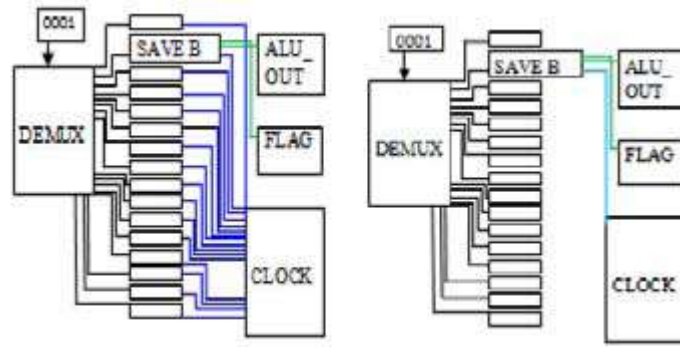 0001
SAVE B
ALU_
OUT
DEMUX
FLAG
CLOCK
0001
SAVE B
ALU_
OUT
DEMUX
FLAG
CLOCK